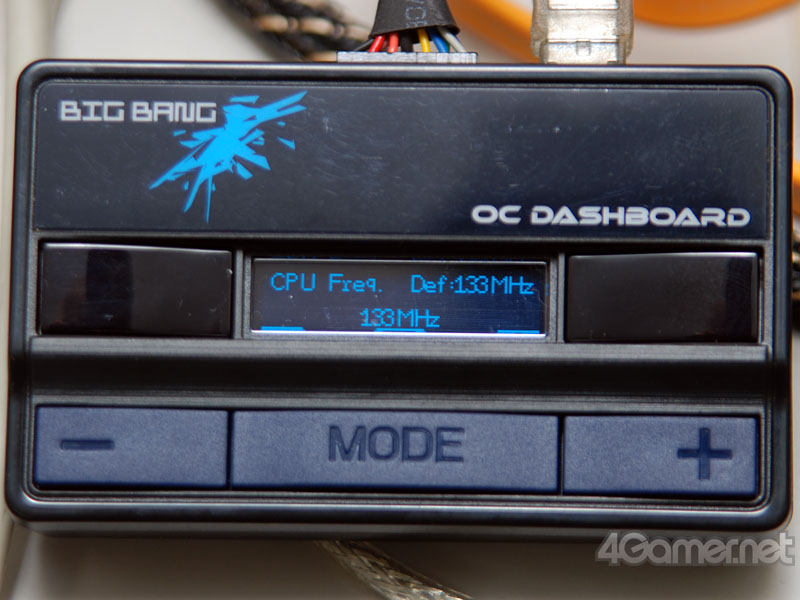 BIG BANG
OC DASHBOARD
CPU Freq. Def:133MHz
133MHz
− MODE +
4Gamer.net